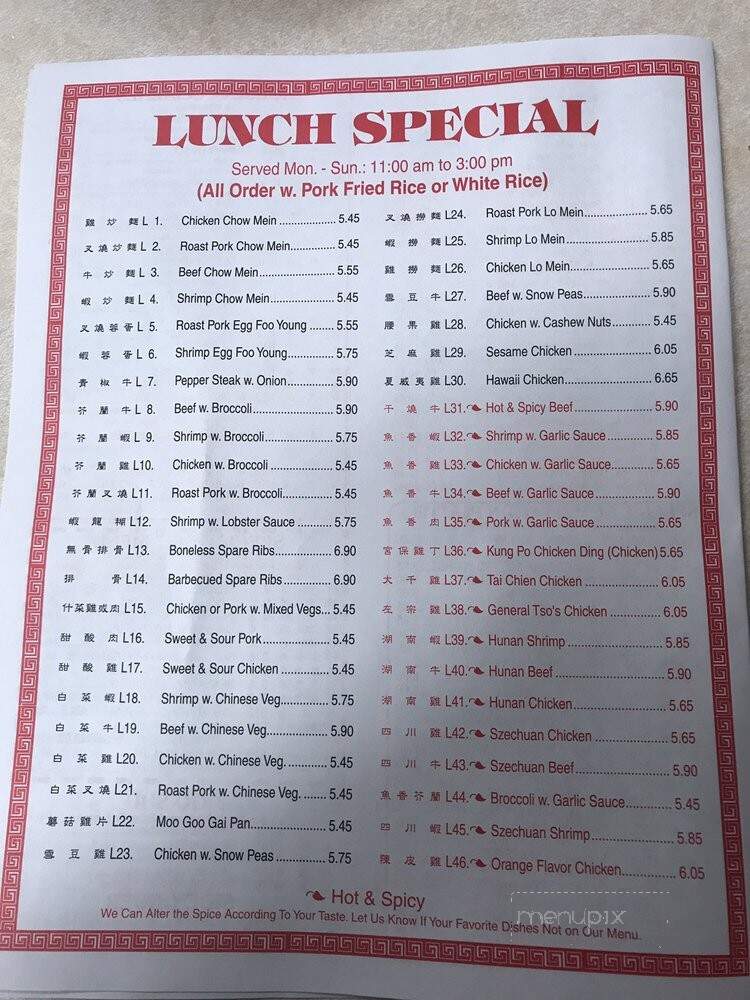 LUNCH SPECIAL
Served Mon. - Sun.: 11:00 am to 3:00 pm
(All Order w. Pork Fried Rice or White Rice)
雞炒麵 L 1. Chicken Chow Mein 5.45
叉燒炒麵 L 2. Roast Pork Chow Mein 5.45
牛炒麵 L 3. Beef Chow Mein 5.55
蝦炒麵 L 4. Shrimp Chow Mein 5.45
叉燒蓉蛋 L 5. Roast Pork Egg Foo Young 5.55
蝦蓉蛋 L 6. Shrimp Egg Foo Young 5.75
青椒牛 L 7. Pepper Steak w. Onion 5.90
芥蘭牛 L 8. Beef w. Broccoli 5.90
芥蘭蝦 L 9. Shrimp w. Broccoli 5.75
芥蘭雞 L10. Chicken w. Broccoli 5.45
芥蘭叉燒 L11. Roast Pork w. Broccoli 5.45
蝦龍糊 L12. Shrimp w. Lobster Sauce 5.75
無骨排骨 L13. Boneless Spare Ribs 6.90
排骨 L14. Barbecued Spare Ribs 6.90
什菜雞或肉 L15. Chicken or Pork w. Mixed Vegs... 5.45
甜酸肉 L16. Sweet & Sour Pork 5.45
甜酸雞 L17. Sweet & Sour Chicken 5.45
白菜蝦 L18. Shrimp w. Chinese Veg. 5.75
白菜牛 L19. Beef w. Chinese Veg. 5.90
白菜雞 L20. Chicken w. Chinese Veg. 5.45
白菜叉燒 L21. Roast Pork w. Chinese Veg. 5.45
蘑菇雞片 L22. Moo Goo Gai Pan 5.45
雪豆雞 L23. Chicken w. Snow Peas 5.75
叉燒撈麵 L24. Roast Pork Lo Mein 5.65
蝦撈麵 L25. Shrimp Lo Mein 5.85
雞撈麵 L26. Chicken Lo Mein 5.65
雪豆牛 L27. Beef w. Snow Peas 5.90
腰果雞 L28. Chicken w. Cashew Nuts 5.45
芝麻雞 L29. Sesame Chicken 6.05
夏威夷雞 L30. Hawaii Chicken 6.65
干燒牛 L31. Hot & Spicy Beef 5.90
魚香蝦 L32. Shrimp w. Garlic Sauce 5.85
魚香雞 L33. Chicken w. Garlic Sauce 5.65
魚香牛 L34. Beef w. Garlic Sauce 5.90
魚香肉 L35. Pork w. Garlic Sauce 5.65
宮保雞丁 L36. Kung Po Chicken Ding (Chicken) 5.65
大千雞 L37. Tai Chien Chicken 6.05
左宗雞 L38. General Tso's Chicken 6.05
湖南蝦 L39. Hunan Shrimp 5.85
湖南牛 L40. Hunan Beef 5.90
湖南雞 L41. Hunan Chicken 5.65
四川雞 L42. Szechuan Chicken 5.65
四川牛 L43. Szechuan Beef 5.90
魚香芥蘭 L44. Broccoli w. Garlic Sauce 5.45
四川蝦 L45. Szechuan Shrimp 5.85
陳皮雞 L46. Orange Flavor Chicken 6.05
Hot & Spicy
We Can Alter the Spice According To Your Taste. Let Us Know If Your Favorite Dishes Not on Our Menu.
menupix